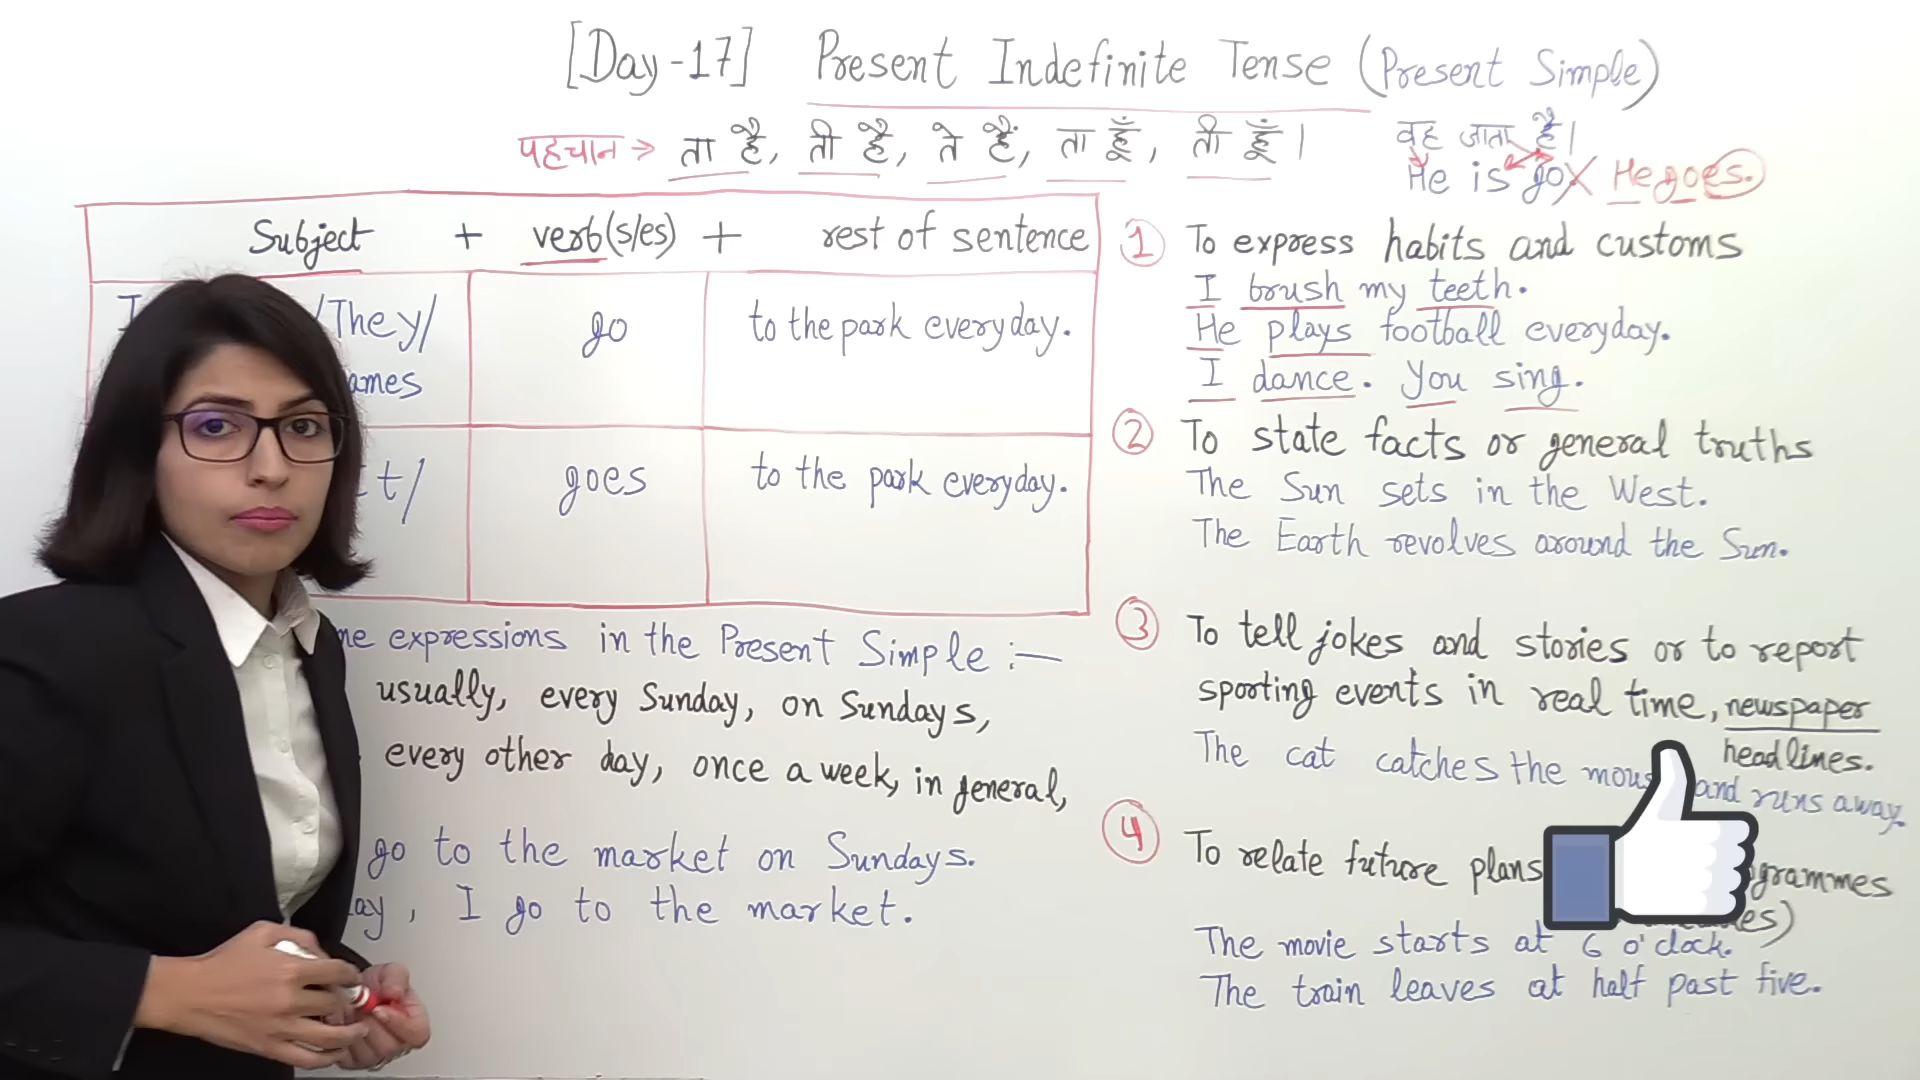 [Day-17] Present Indefinite Tense (Present Simple)
पहचान → ता है, ती है, ते हैं, ता हूँ, ती हूँ।
वह जाता है।
He is go X He goes.
Subject + verb(s/es) + rest of sentence
I /They/
go
to the park everyday.
goes
to the park everyday.
expressions in the Present Simple :—
usually, every Sunday, on Sundays,
every other day, once a week, in general,
go to the market on Sundays.
, I go to the market.
1 To express habits and customs
I brush my teeth.
He plays football everyday.
I dance. You sing.
2 To state facts or general truths
The Sun sets in the West.
The Earth revolves around the Sun.
3 To tell jokes and stories or to report
sporting events in real time, newspaper
headlines.
The cat catches the and runs away.
4 To relate future plans
The movie starts at 6 o'clock.
The train leaves at half past five.